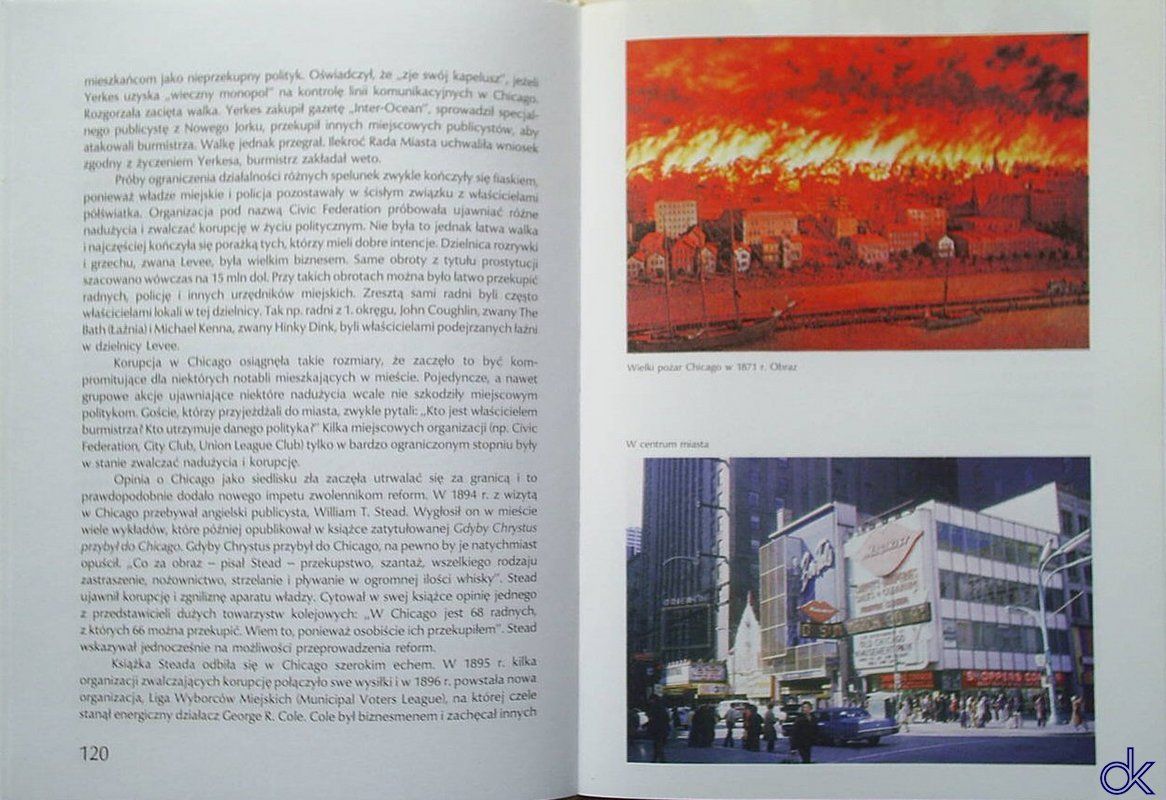 mieszkańcom jako nieprzekupny polityk. Oświadczył, że „zje swój kapelusz”, jeżeli
Yerkes uzyska „wieczny monopol” na kontrolę linii komunikacyjnych w Chicago.
Rozgorzała zacięta walka. Yerkes zakupił gazetę „Inter-Ocean”, sprowadził specjal-
nego publicystę z Nowego Jorku, przekupił innych miejscowych publicystów, aby
atakowali burmistrza. Walkę jednak przegrał. Ilekroć Rada Miasta uchwaliła wniosek
zgodny z życzeniem Yerkesa, burmistrz zakładał weto.
Próby ograniczenia działalności różnych spelunek zwykle kończyły się fiaskiem,
ponieważ władze miejskie i policja pozostawały w ścisłym związku z właścicielami
półświatka. Organizacja pod nazwą Civic Federation próbowała ujawniać różne
nadużycia i zwalczać korupcję w życiu politycznym. Nie była to jednak łatwa walka
i najczęściej kończyła się porażką tych, którzy mieli dobre intencje. Dzielnica rozrywki
i grzechu, zwana Levee, była wielkim biznesem. Same obroty z tytułu prostytucji
szacowano wówczas na 15 mln dol. Przy takich obrotach można było łatwo przekupić
radnych, policję i innych urzędników miejskich. Zresztą sami radni byli często
właścicielami lokali w tej dzielnicy. Tak np. radni z 1. okręgu, John Coughlin, zwany The
Bath (Łaźnia) i Michael Kenna, zwany Hinky Dink, byli właścicielami podejrzanych łaźni
w dzielnicy Levee.
Korupcja w Chicago osiągnęła takie rozmiary, że zaczęło to być kom-
promitujące dla niektórych notabli mieszkających w mieście. Pojedyncze, a nawet
grupowe akcje ujawniające niektóre nadużycia wcale nie szkodziły miejscowym
politykom. Goście, którzy przyjeżdżali do miasta, zwykle pytali: „Kto jest właścicielem
burmistrza? Kto utrzymuje danego polityka?” Kilka miejscowych organizacji (np. Civic
Federation, City Club, Union League Club) tylko w bardzo ograniczonym stopniu były
w stanie zwalczać nadużycia i korupcję.
Opinia o Chicago jako siedlisku zła zaczęła utrwalać się za granicą i to
prawdopodobnie dodało nowego impetu zwolennikom reform. W 1894 r. z wizytą
w Chicago przebywał angielski publicysta, William T. Stead. Wygłosił on w mieście
wiele wykładów, które później opublikował w książce zatytułowanej Gdyby Chrystus
przybył do Chicago. Gdyby Chrystus przybył do Chicago, na pewno by je natychmiast
opuścił. „Co za obraz – pisał Stead – przekupstwo, szantaż, wszelkiego rodzaju
zastraszenie, nożownictwo, strzelanie i pływanie w ogromnej ilości whisky”. Stead
ujawnił korupcję i zgniliznę aparatu władzy. Cytował w swej książce opinię jednego
z przedstawicieli dużych towarzystw kolejowych: „W Chicago jest 68 radnych,
z których 66 można przekupić. Wiem to, ponieważ osobiście ich przekupiłem”. Stead
wskazywał jednocześnie na możliwości przeprowadzenia reform.
Książka Steada odbiła się w Chicago szerokim echem. W 1895 r. kilka
organizacji zwalczających korupcję połączyło swe wysiłki i w 1896 r. powstała nowa
organizacja, Liga Wyborców Miejskich (Municipal Voters League), na której czele
stanął energiczny działacz George R. Cole. Cole był biznesmenem i zachęcał innych
120
Wielki pożar Chicago w 1871 r. Obraz
W centrum miasta
OLD CHICAGO
SHOPPERS
dk